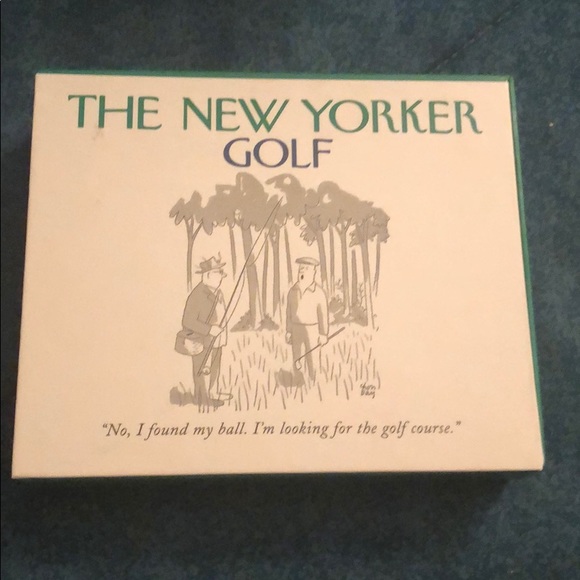 THE NEW YORKER
GOLF
“No, I found my ball. I'm looking for the golf course.”